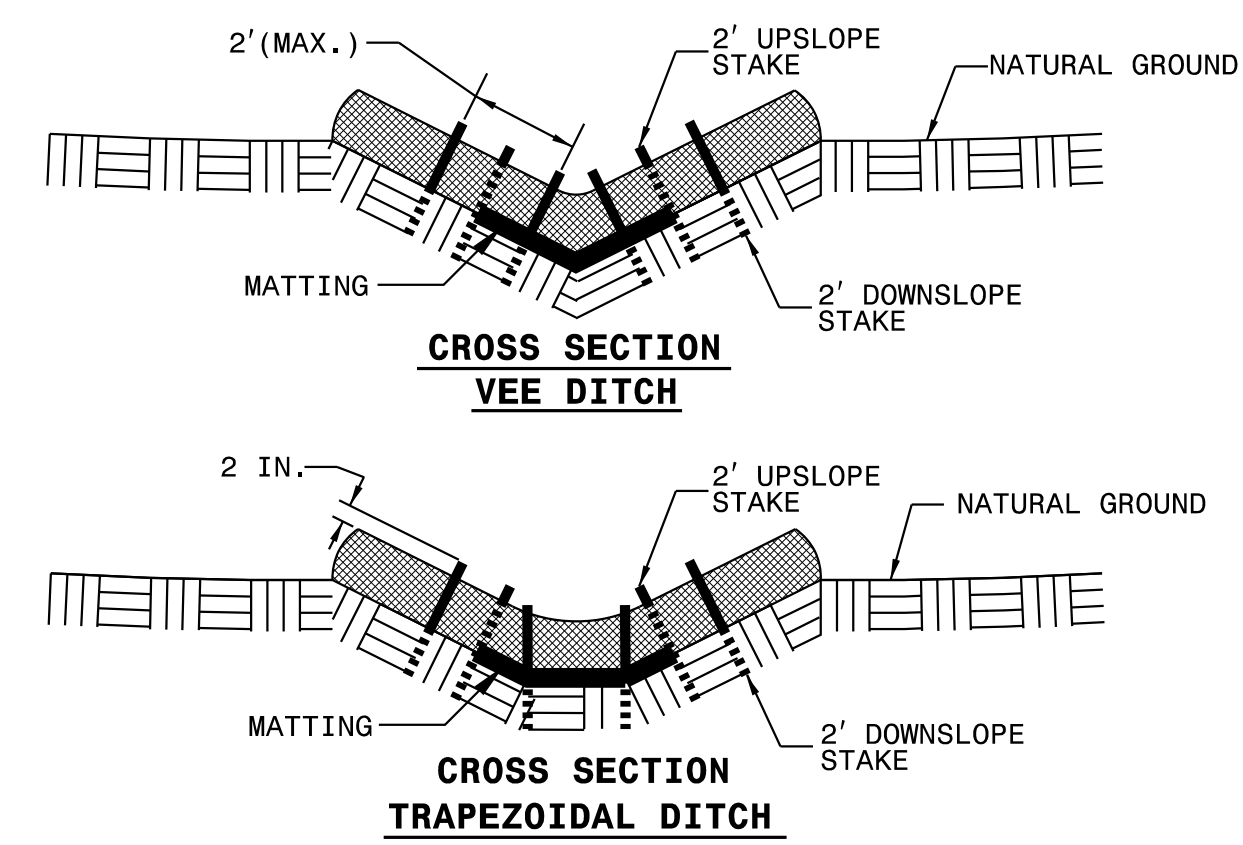 2'(MAX.)
2' UPSLOPE
STAKE
NATURAL GROUND
MATTING
2' DOWNSLOPE
STAKE
CROSS SECTION
VEE DITCH
2 IN.
2' UPSLOPE
STAKE
NATURAL GROUND
MATTING
2' DOWNSLOPE
STAKE
CROSS SECTION
TRAPEZOIDAL DITCH